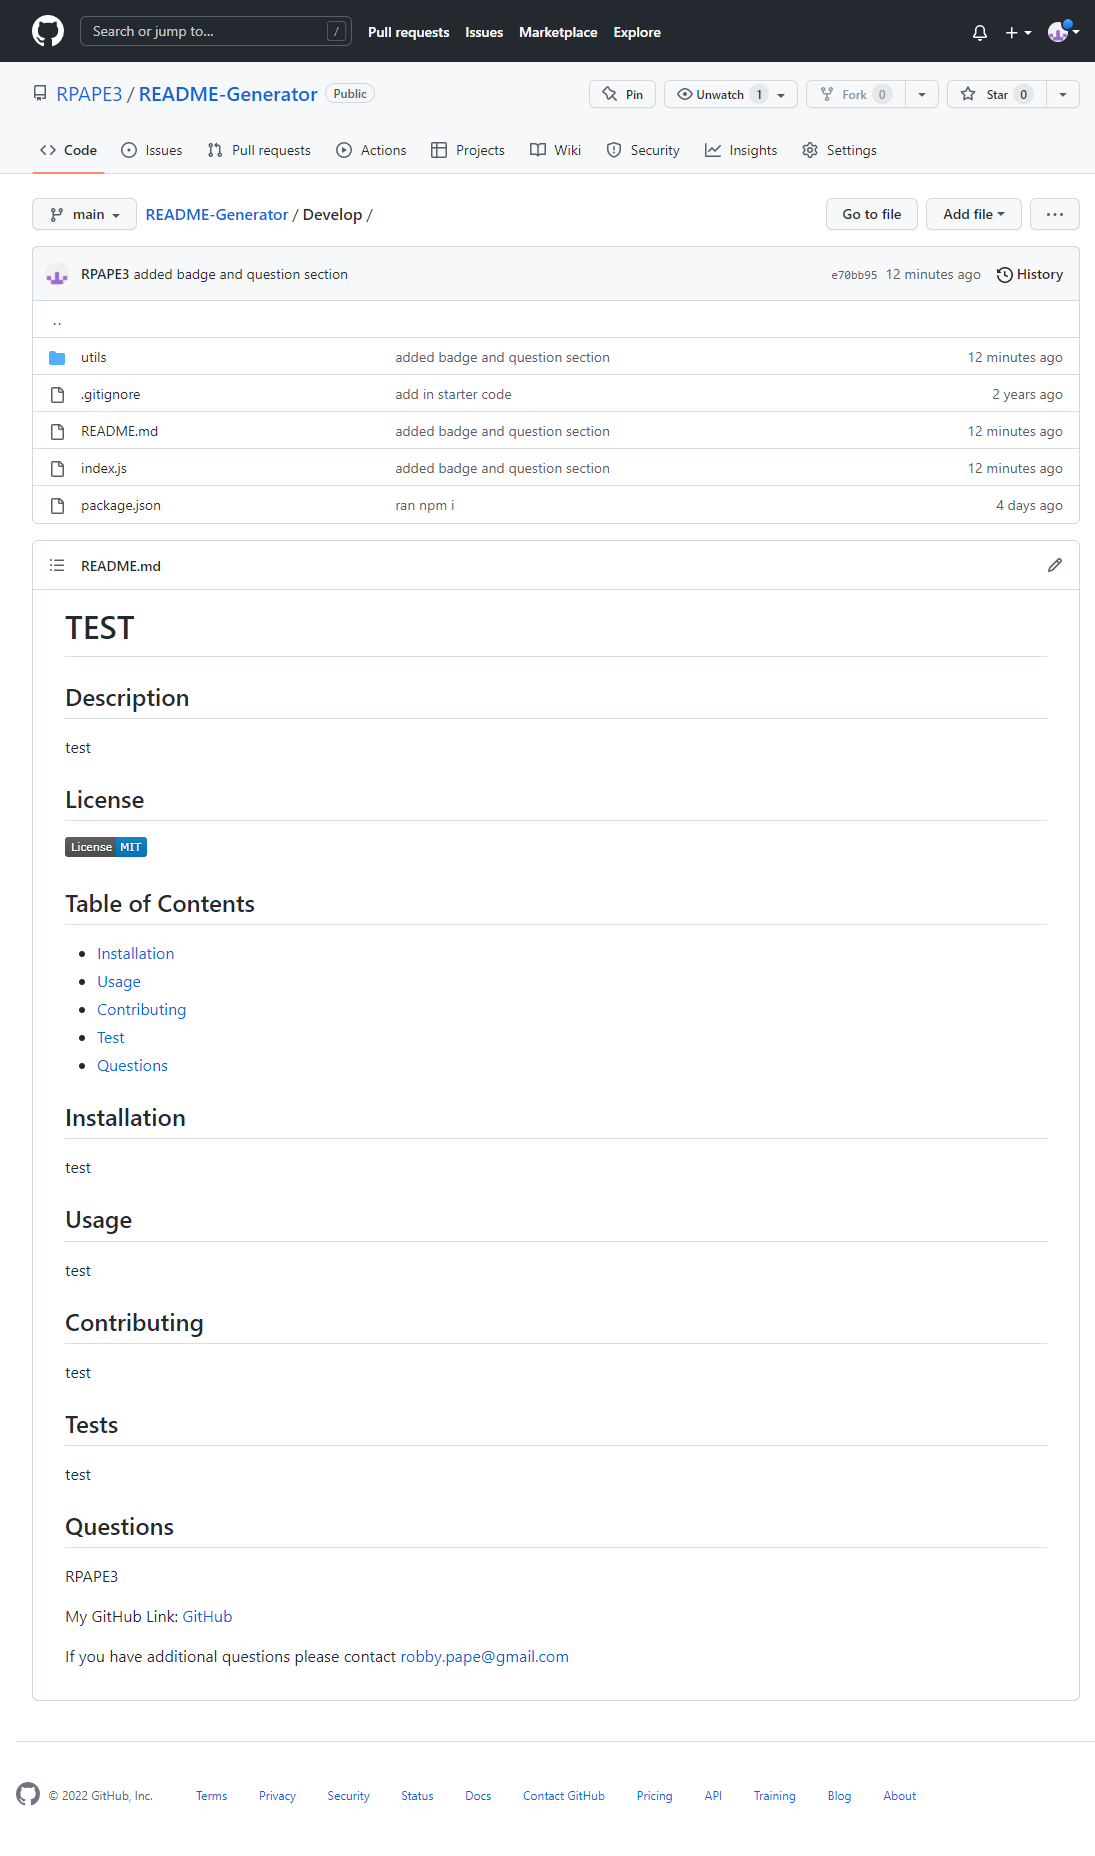 Search or jump to... / Pull requests Issues Marketplace Explore
RPAPE3 / README-Generator Public Pin Unwatch 1 Fork 0 Star 0
Code Issues Pull requests Actions Projects Wiki Security Insights Settings
main README-Generator / Develop / Go to file Add file ...
RPAPE3 added badge and question section e70bb95 12 minutes ago History
..
utils added badge and question section 12 minutes ago
.gitignore add in starter code 2 years ago
README.md added badge and question section 12 minutes ago
index.js added badge and question section 12 minutes ago
package.json ran npm i 4 days ago
README.md
TEST
Description
test
License
License MIT
Table of Contents
• Installation
• Usage
• Contributing
• Test
• Questions
Installation
test
Usage
test
Contributing
test
Tests
test
Questions
RPAPE3
My GitHub Link: GitHub
If you have additional questions please contact robby.pape@gmail.com
© 2022 GitHub, Inc. Terms Privacy Security Status Docs Contact GitHub Pricing API Training Blog About